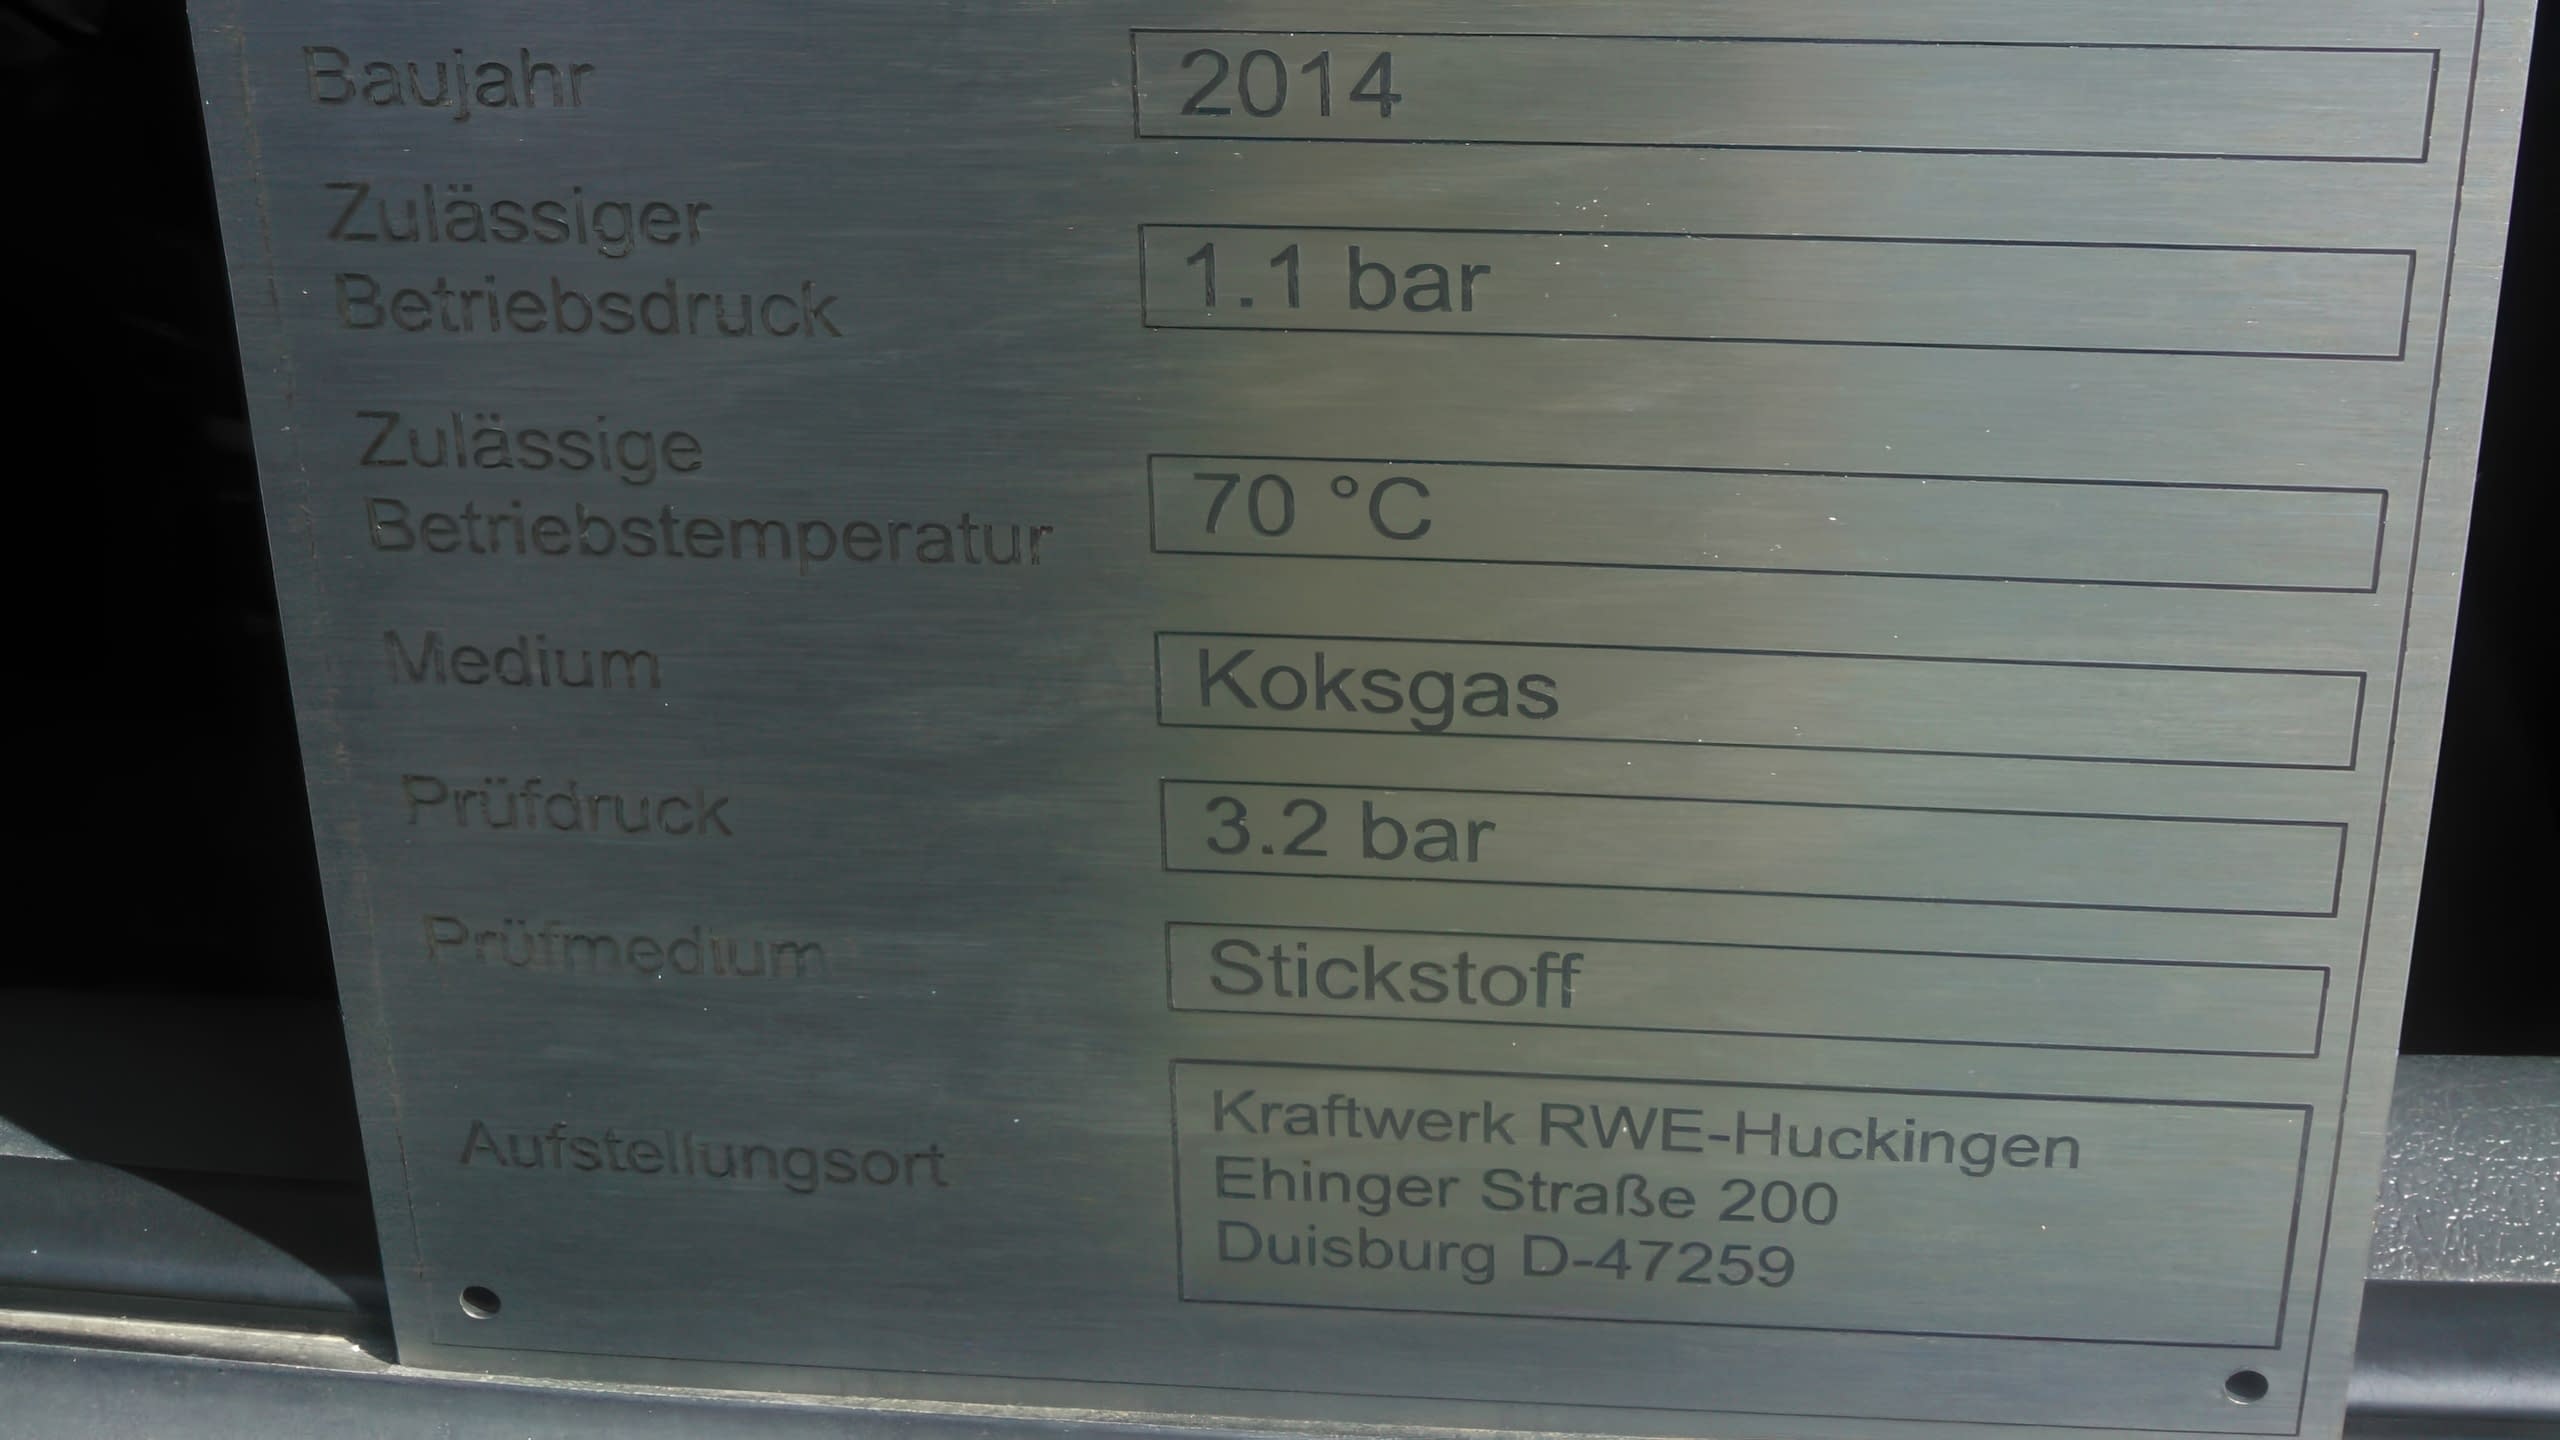 Baujahr 2014
Zulässiger
Betriebsdruck 1.1 bar
Zulässige
Betriebstemperatur 70 °C
Medium Koksgas
Prüfdruck 3.2 bar
Prüfmedium Stickstoff
Aufstellungsort
Kraftwerk RWE-Huckingen
Ehinger Straße 200
Duisburg D-47259